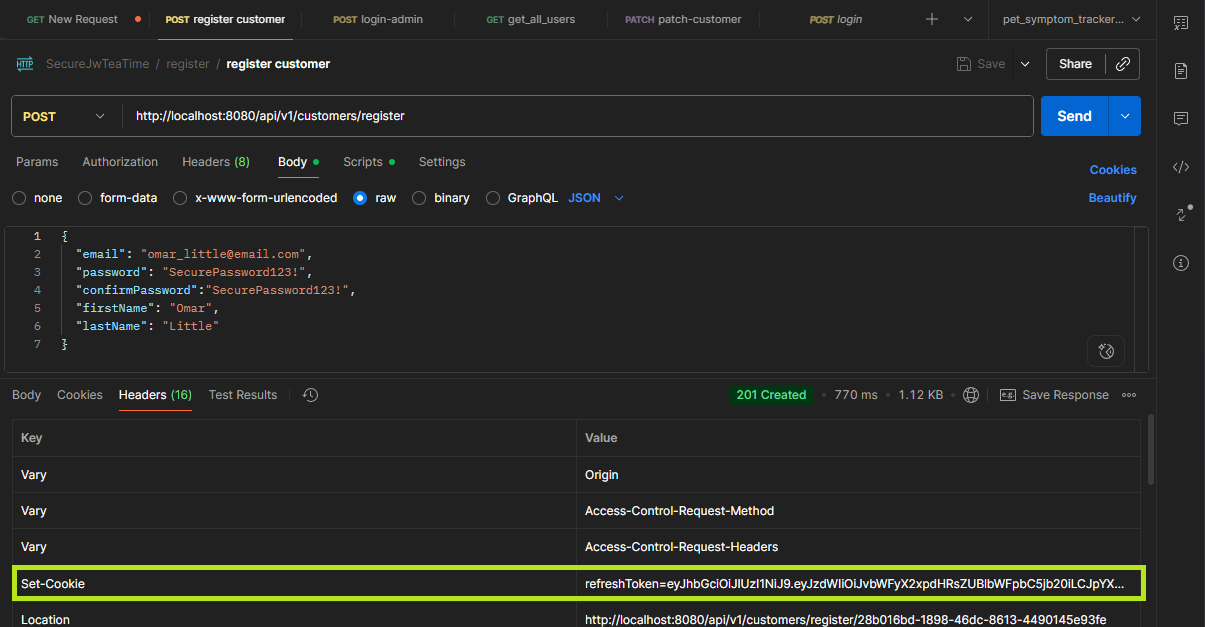 GET New Request POST register customer POST login-admin GET get_all_users PATCH patch-customer POST login pet_symptom_tracker...
HTTP SecureJwTeaTime / register / register customer Save Share
POST http://localhost:8080/api/v1/customers/register Send
Params Authorization Headers (8) Body Scripts Settings Cookies
none form-data x-www-form-urlencoded raw binary GraphQL JSON Beautify
1 {
2 "email": "omar_little@email.com",
3 "password": "SecurePassword123!",
4 "confirmPassword":"SecurePassword123!",
5 "firstName": "Omar",
6 "lastName": "Little"
7 }
Body Cookies Headers (16) Test Results 201 Created • 770 ms • 1.12 KB • e.g. Save Response
Key Value
Vary Origin
Vary Access-Control-Request-Method
Vary Access-Control-Request-Headers
Set-Cookie refreshToken=eyJhbGciOiJIUzI1NiJ9.eyJzdWIiOiJvbWFyX2xpdHRsZUBlbWFpbC5jb20iLCJpYX...
Location http://localhost:8080/api/v1/customers/register/28b016bd-1898-46dc-8613-4490145e93fe